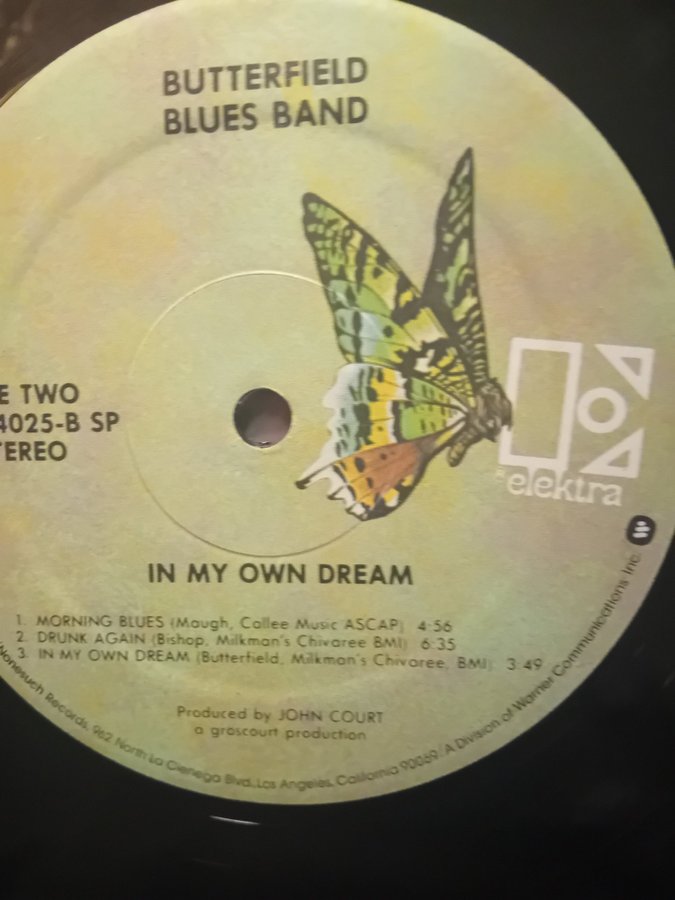 BUTTERFIELD
BLUES BAND
E TWO
4025-B SP
TEREO
elektra
IN MY OWN DREAM
1. MORNING BLUES (Maugh, Callee Music ASCAP) 4:56
2. DRUNK AGAIN (Bishop, Milkman's Chivaree BMI) 6:35
3. IN MY OWN DREAM (Butterfield, Milkman's Chivaree, BMI) 3:49
Produced by JOHN COURT
a groscourt production
Nonesuch Records, 962 North La Cienega Blvd., Los Angeles, California 90069 · A Division of Warner Communications Inc.